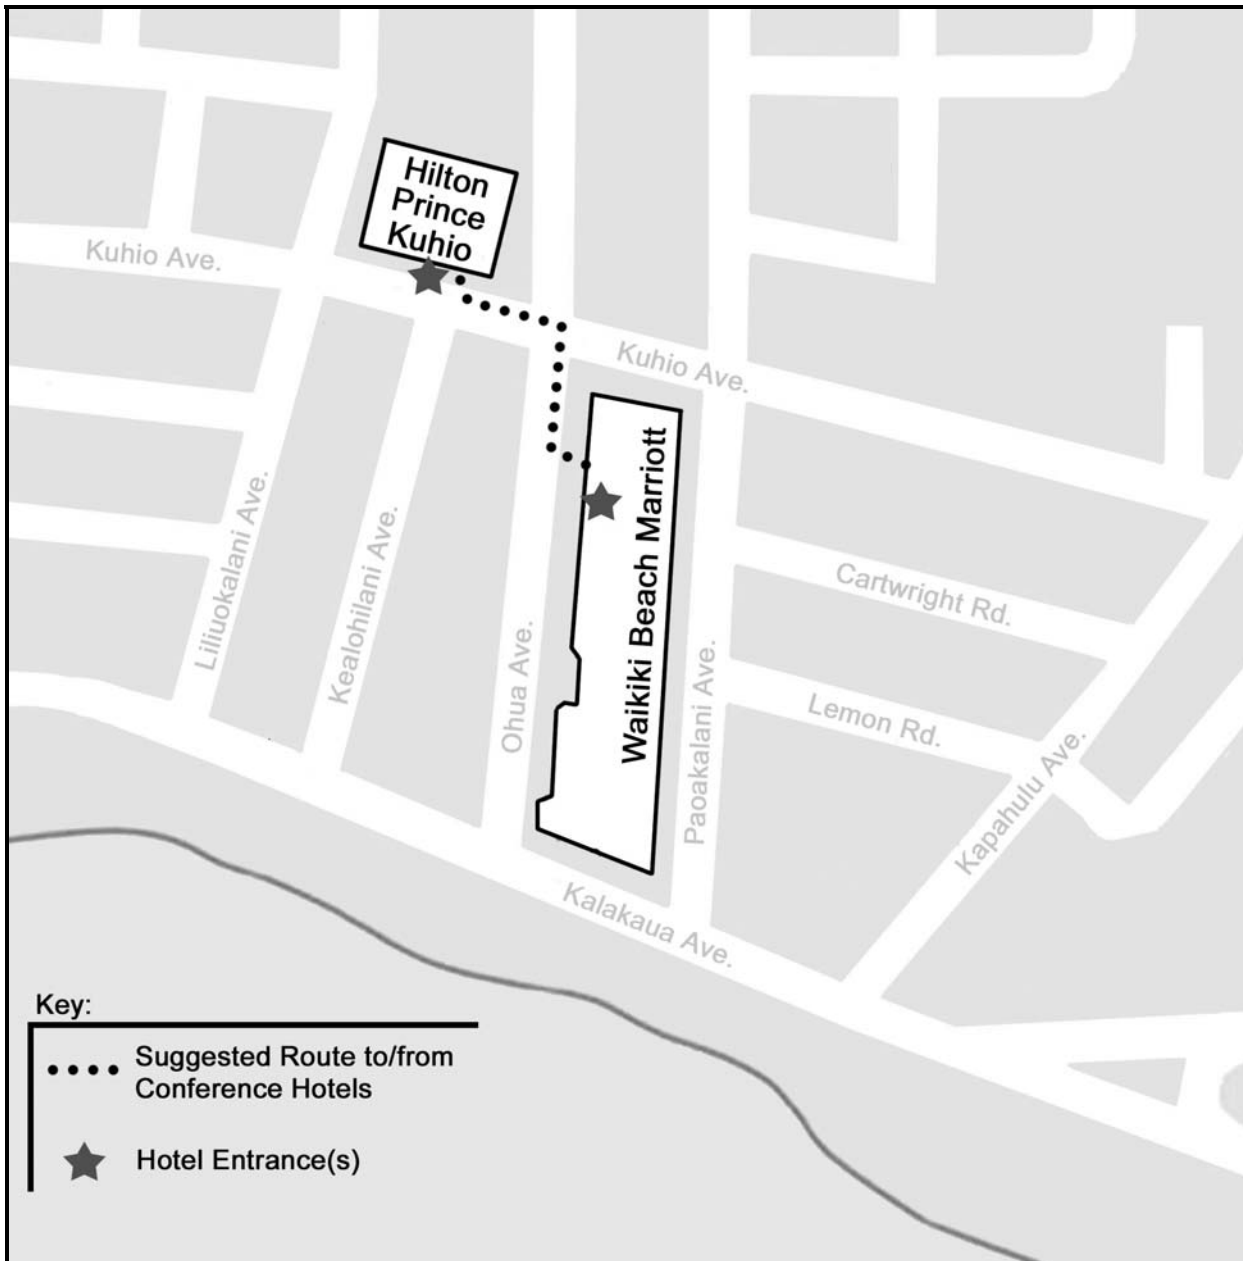 Hilton
Prince
Kuhio
Kuhio Ave.
Kuhio Ave.
Waikiki Beach Marriott
Liliuokalani Ave.
Kealohilani Ave.
Ohua Ave.
Paoakalani Ave.
Cartwright Rd.
Lemon Rd.
Kapahulu Ave.
Kalakaua Ave.
Key:
Suggested Route to/from
Conference Hotels
Hotel Entrance(s)